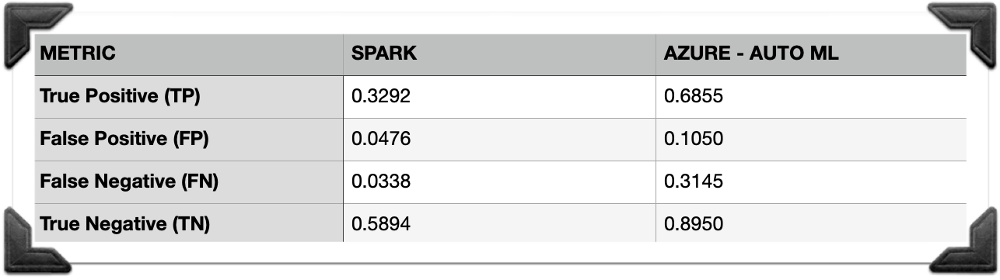 METRIC SPARK AZURE - AUTO ML
True Positive (TP) 0.3292 0.6855
False Positive (FP) 0.0476 0.1050
False Negative (FN) 0.0338 0.3145
True Negative (TN) 0.5894 0.8950